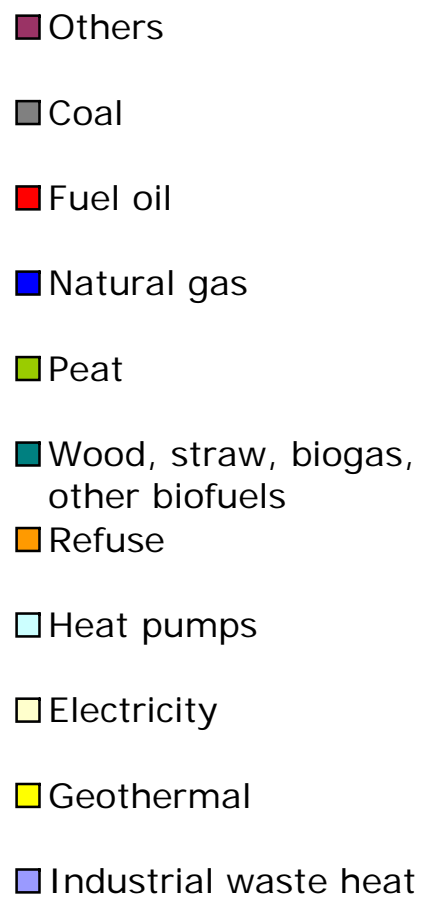 Others
Coal
Fuel oil
Natural gas
Peat
Wood, straw, biogas,
other biofuels
Refuse
Heat pumps
Electricity
Geothermal
Industrial waste heat